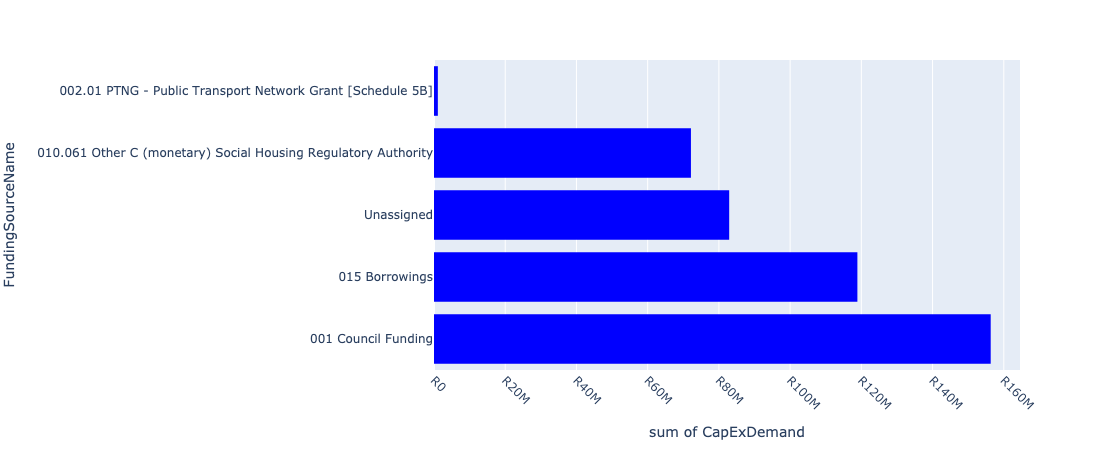 002.01 PTNG - Public Transport Network Grant [Schedule 5B]
010.061 Other C (monetary) Social Housing Regulatory Authority
Unassigned
015 Borrowings
001 Council Funding
FundingSourceName
R0
R20M
R40M
R60M
R80M
R100M
R120M
R140M
R160M
sum of CapExDemand